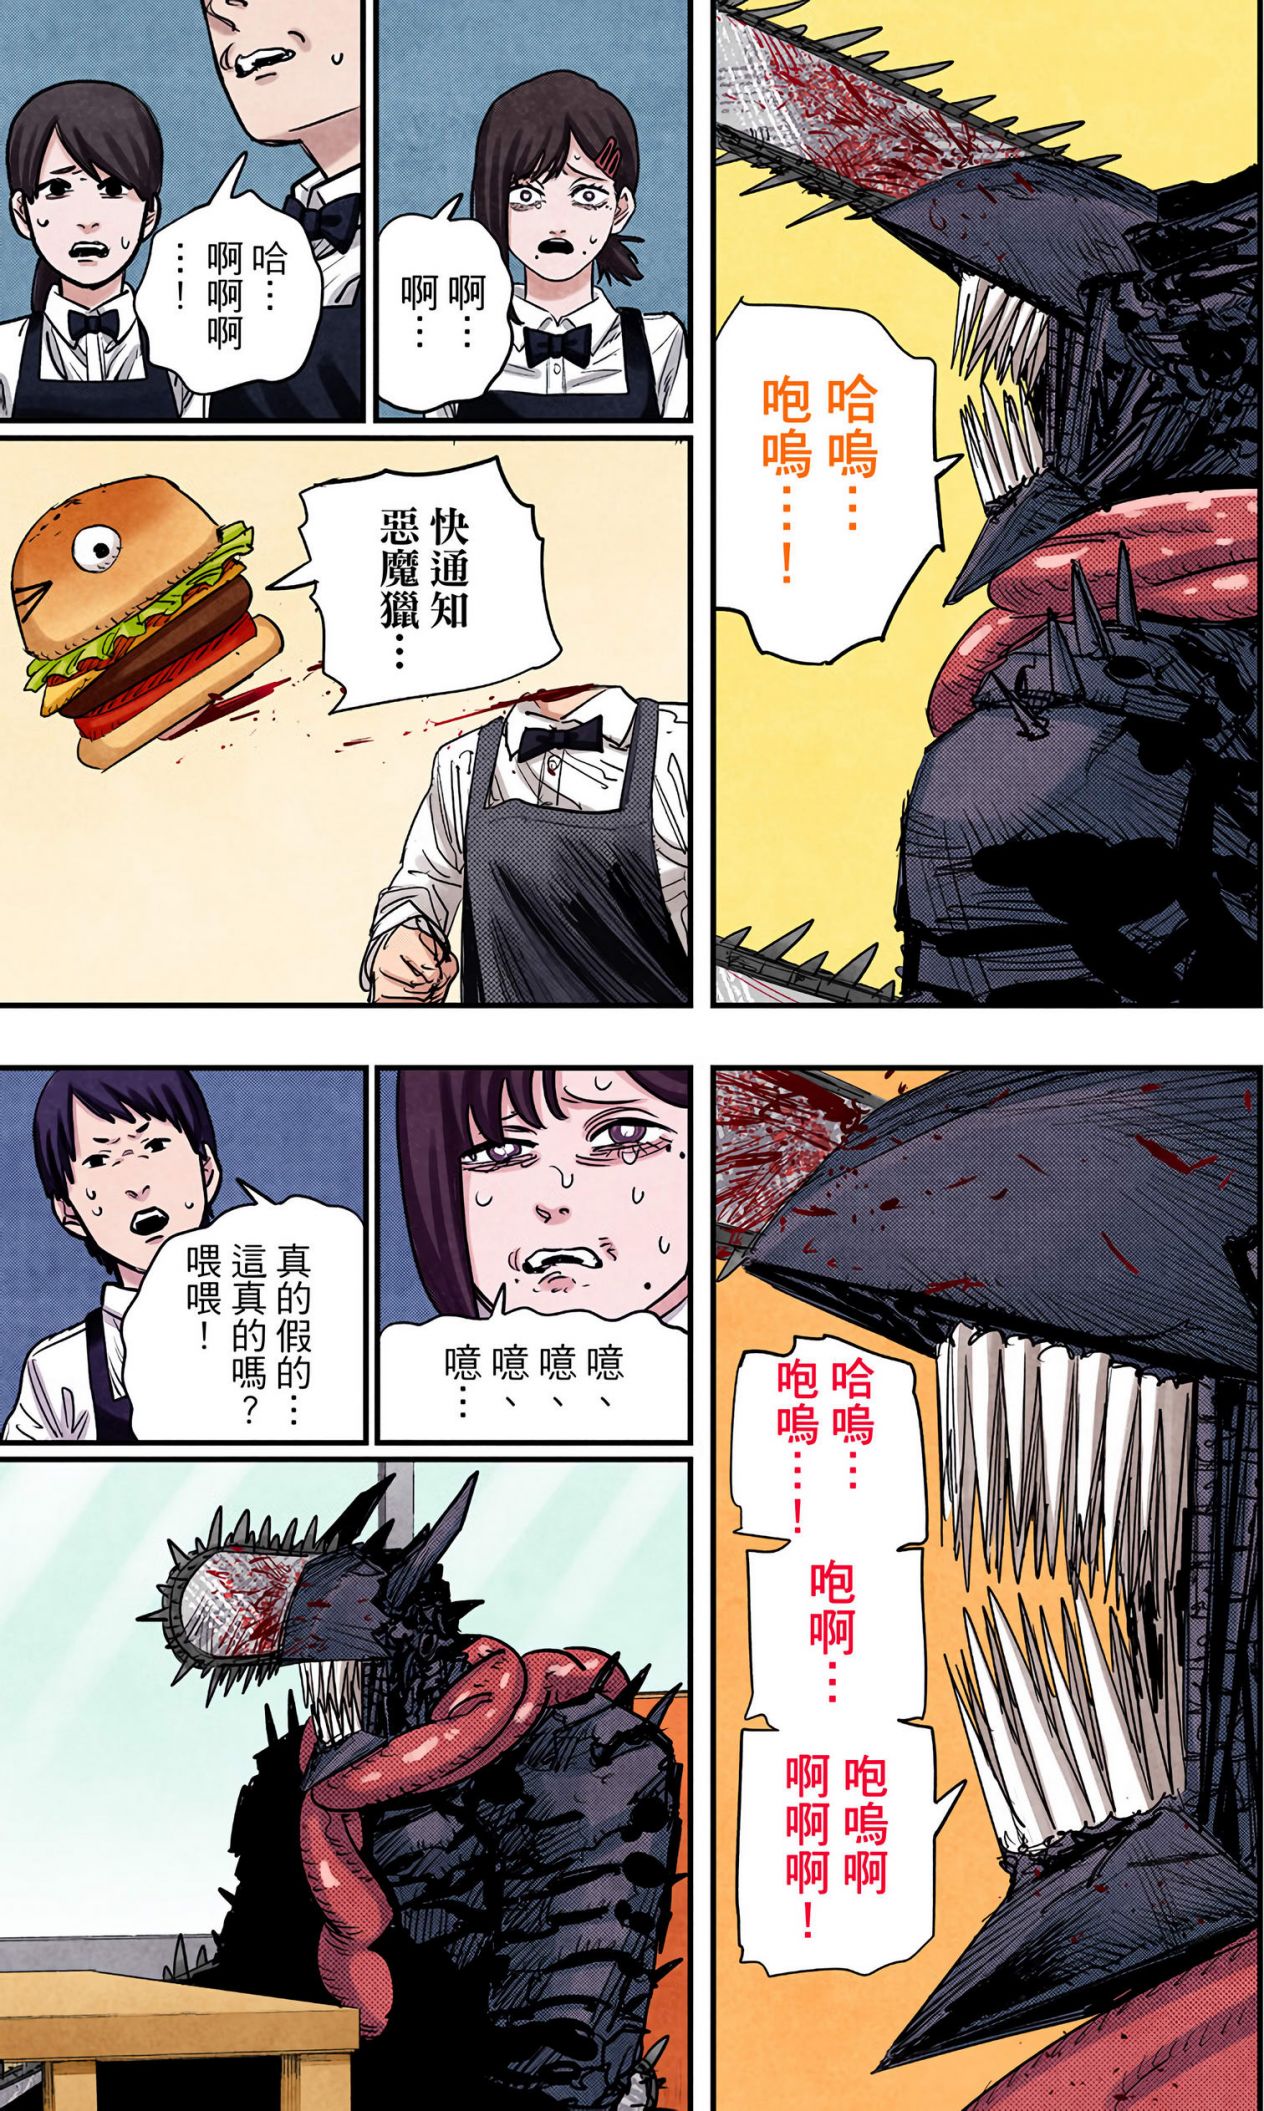 哈嗚…
咆嗚…！
啊…
啊…
哈…
啊啊啊
…！
快通知
惡魔獵…
哈嗚…
咆嗚…！
咆啊…
咆嗚啊
啊啊啊！
噫、
噫、
噫、
噫…
真的假的…
這真的嗎？
喂喂！